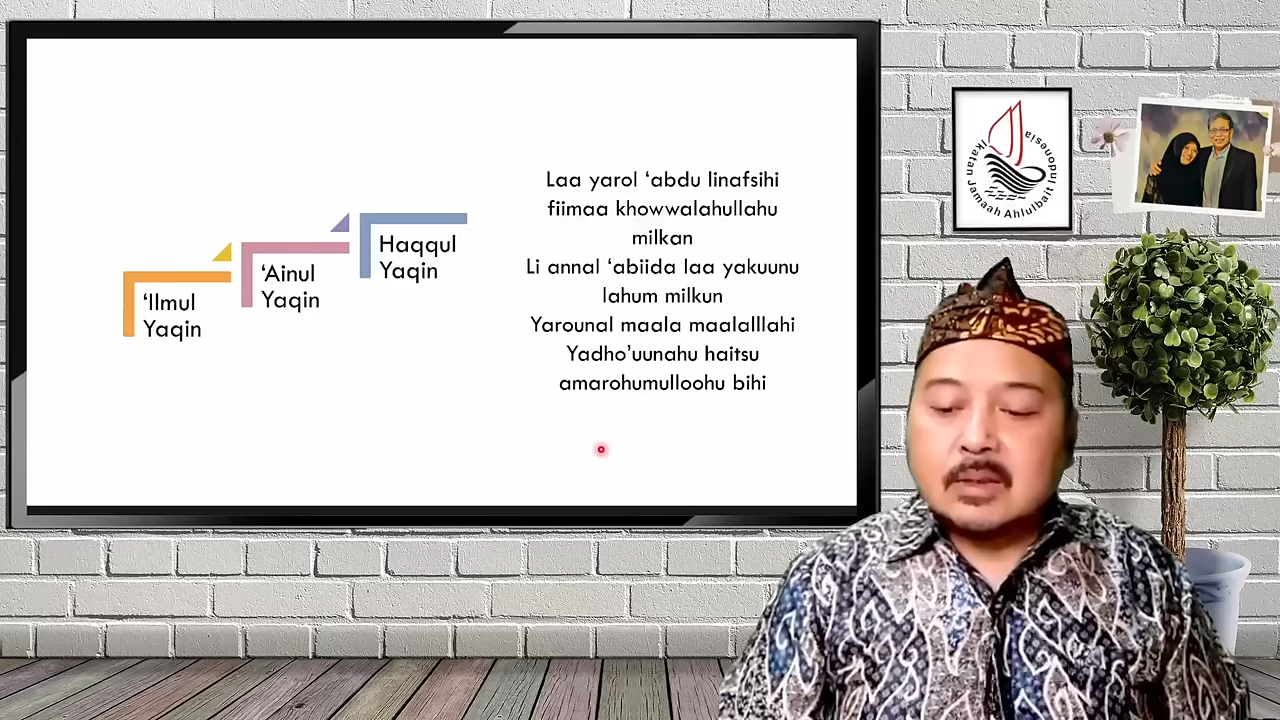 'Ilmul
Yaqin
'Ainul
Yaqin
Haqqul
Yaqin
Laa yarol 'abdu linafsihi
fiimaa khowwalahullahu
milkan
Li annal 'abiida laa yakuunu
lahum milkun
Yarounal maala maalalllahi
Yadho'uunahu haitsu
amarohumulloohu bihi
Ikatan Jamaah Ahlulbait Indonesia